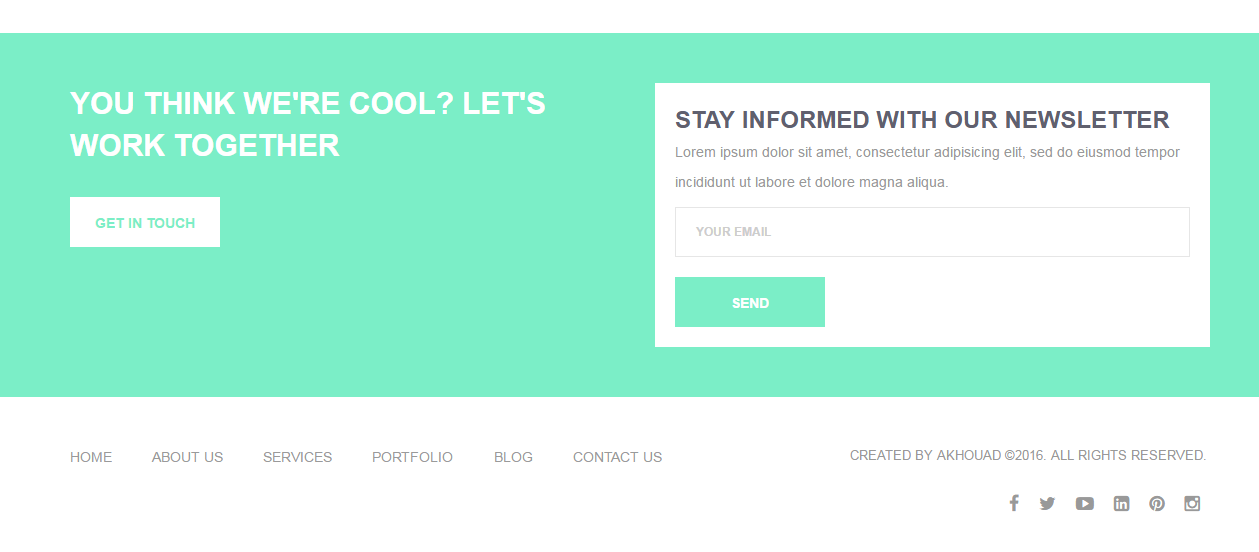 YOU THINK WE'RE COOL? LET'S
WORK TOGETHER
GET IN TOUCH
STAY INFORMED WITH OUR NEWSLETTER
Lorem ipsum dolor sit amet, consectetur adipisicing elit, sed do eiusmod tempor
incididunt ut labore et dolore magna aliqua.
YOUR EMAIL
SEND
HOME ABOUT US SERVICES PORTFOLIO BLOG CONTACT US
CREATED BY AKHOUAD ©2016. ALL RIGHTS RESERVED.